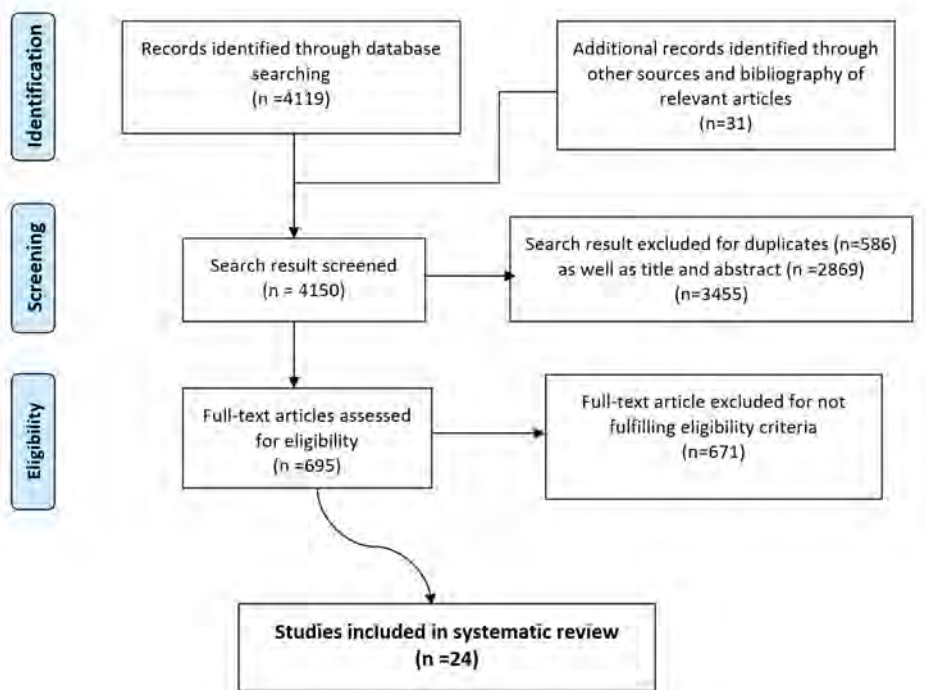 Identification
Records identified through database
searching
(n =4119)
Additional records identified through
other sources and bibliography of
relevant articles
(n=31)
Screening
Search result screened
(n = 4150)
Search result excluded for duplicates (n=586)
as well as title and abstract (n =2869)
(n=3455)
Eligibility
Full-text articles assessed
for eligibility
(n =695)
Full-text article excluded for not
fulfilling eligibility criteria
(n=671)
Studies included in systematic review
(n =24)